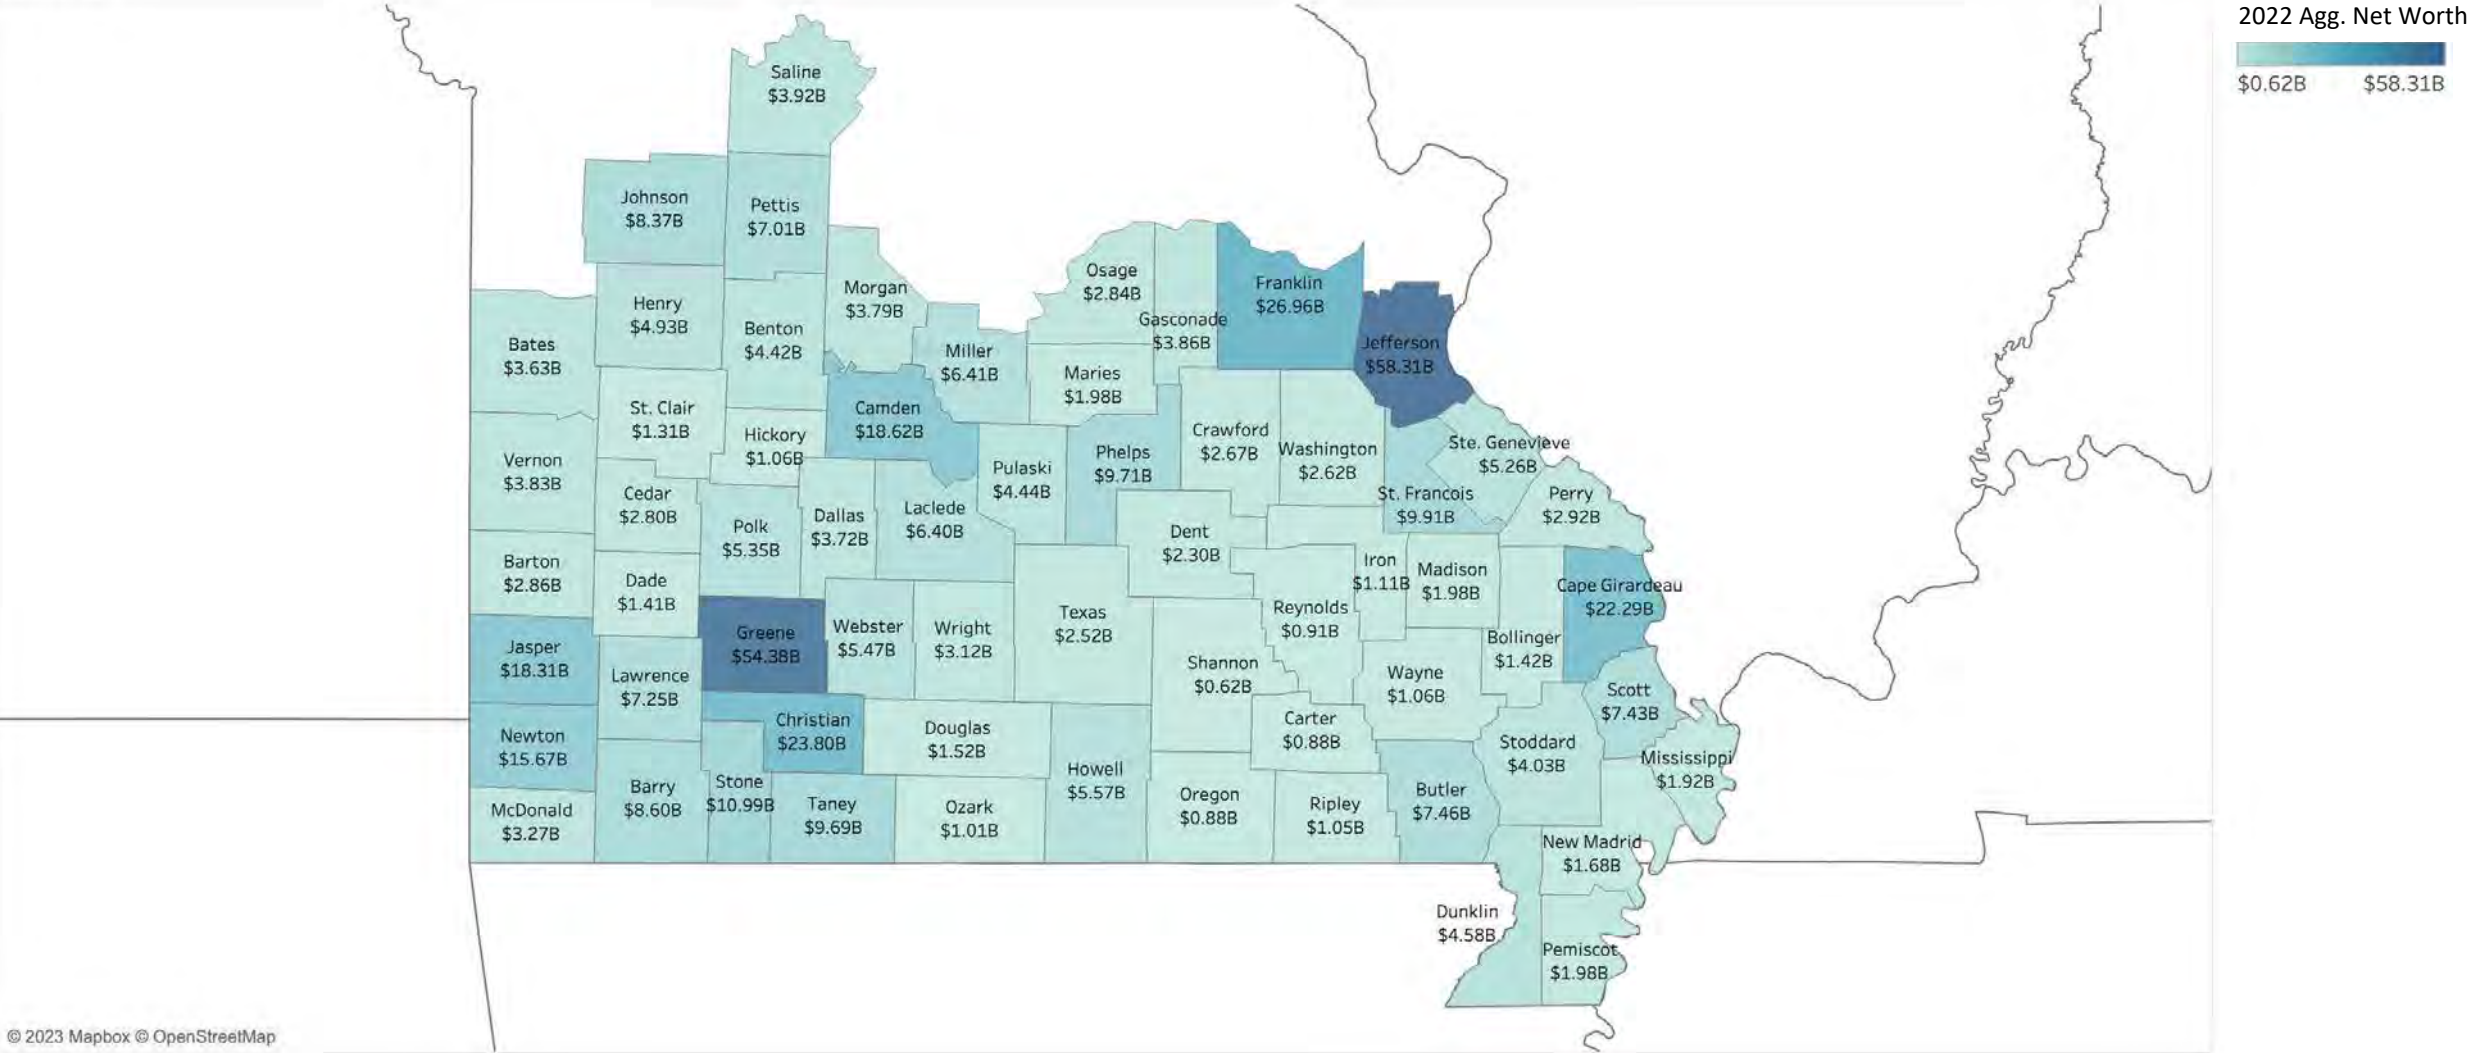 2022 Agg. Net Worth
$0.62B $58.31B
Saline
$3.92B
Johnson
$8.37B
Pettis
$7.01B
Osage
$2.84B
Franklin
$26.96B
Morgan
$3.79B
Henry
$4.93B
Gasconade
$3.86B
Benton
$4.42B
Bates
$3.63B
Miller
$6.41B
Jefferson
$58.31B
Maries
$1.98B
St. Clair
$1.31B
Camden
$18.62B
Hickory
$1.06B
Crawford
$2.67B
Washington
$2.62B
Ste. Genevieve
$5.26B
Vernon
$3.83B
Phelps
$9.71B
Pulaski
$4.44B
Cedar
$2.80B
St. Francois
$9.91B
Perry
$2.92B
Polk
$5.35B
Dallas
$3.72B
Laclede
$6.40B
Dent
$2.30B
Barton
$2.86B
Dade
$1.41B
Iron
$1.11B
Madison
$1.98B
Cape Girardeau
$22.29B
Texas
$2.52B
Reynolds
$0.91B
Jasper
$18.31B
Greene
$54.38B
Webster
$5.47B
Wright
$3.12B
Bollinger
$1.42B
Lawrence
$7.25B
Shannon
$0.62B
Wayne
$1.06B
Scott
$7.43B
Newton
$15.67B
Christian
$23.80B
Douglas
$1.52B
Carter
$0.88B
Stoddard
$4.03B
Mississippi
$1.92B
Howell
$5.57B
Barry
$8.60B
Stone
$10.99B
McDonald
$3.27B
Taney
$9.69B
Ozark
$1.01B
Oregon
$0.88B
Ripley
$1.05B
Butler
$7.46B
New Madrid
$1.68B
Dunklin
$4.58B
Pemiscot
$1.98B
© 2023 Mapbox © OpenStreetMap